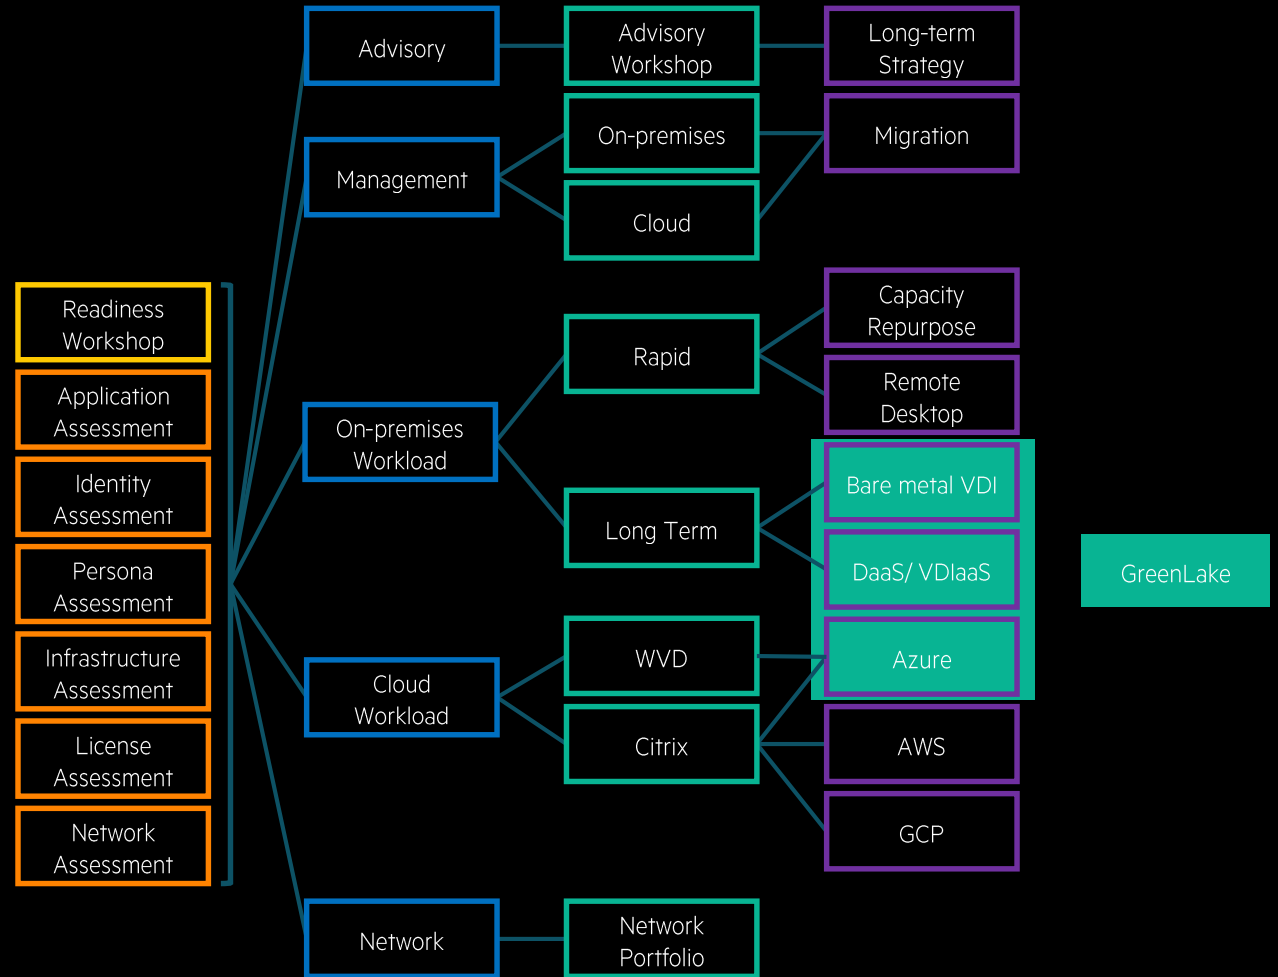 Readiness
Workshop
Application
Assessment
Identity
Assessment
Persona
Assessment
Infrastructure
Assessment
License
Assessment
Network
Assessment
Advisory
Management
On-premises
Workload
Cloud
Workload
Network
Advisory
Workshop
On-premises
Cloud
Rapid
Long Term
WVD
Citrix
Network
Portfolio
Long-term
Strategy
Migration
Capacity
Repurpose
Remote
Desktop
Bare metal VDI
DaaS/ VDIaaS
Azure
AWS
GCP
GreenLake